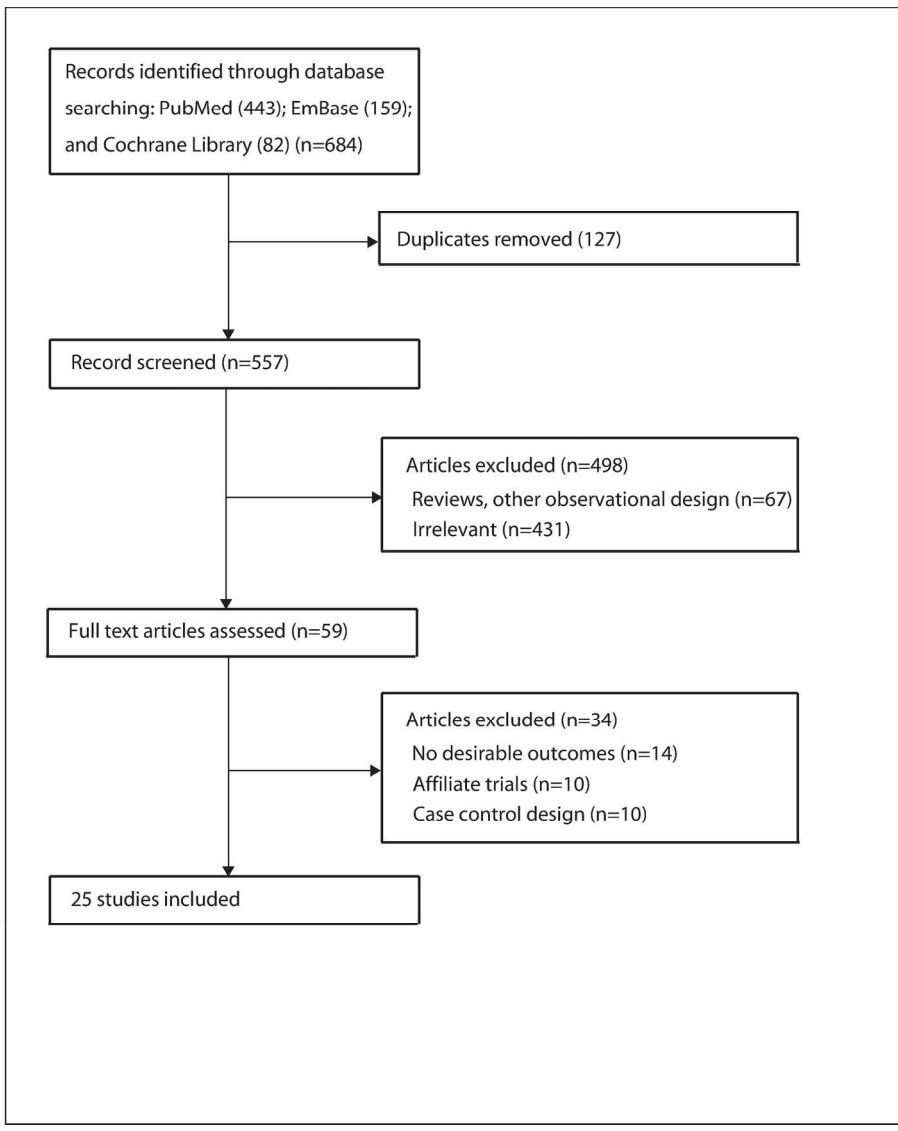 Records identified through database
searching: PubMed (443); EmBase (159);
and Cochrane Library (82) (n=684)
Duplicates removed (127)
Record screened (n=557)
Articles excluded (n=498)
Reviews, other observational design (n=67)
Irrelevant (n=431)
Full text articles assessed (n=59)
Articles excluded (n=34)
No desirable outcomes (n=14)
Affiliate trials (n=10)
Case control design (n=10)
25 studies included